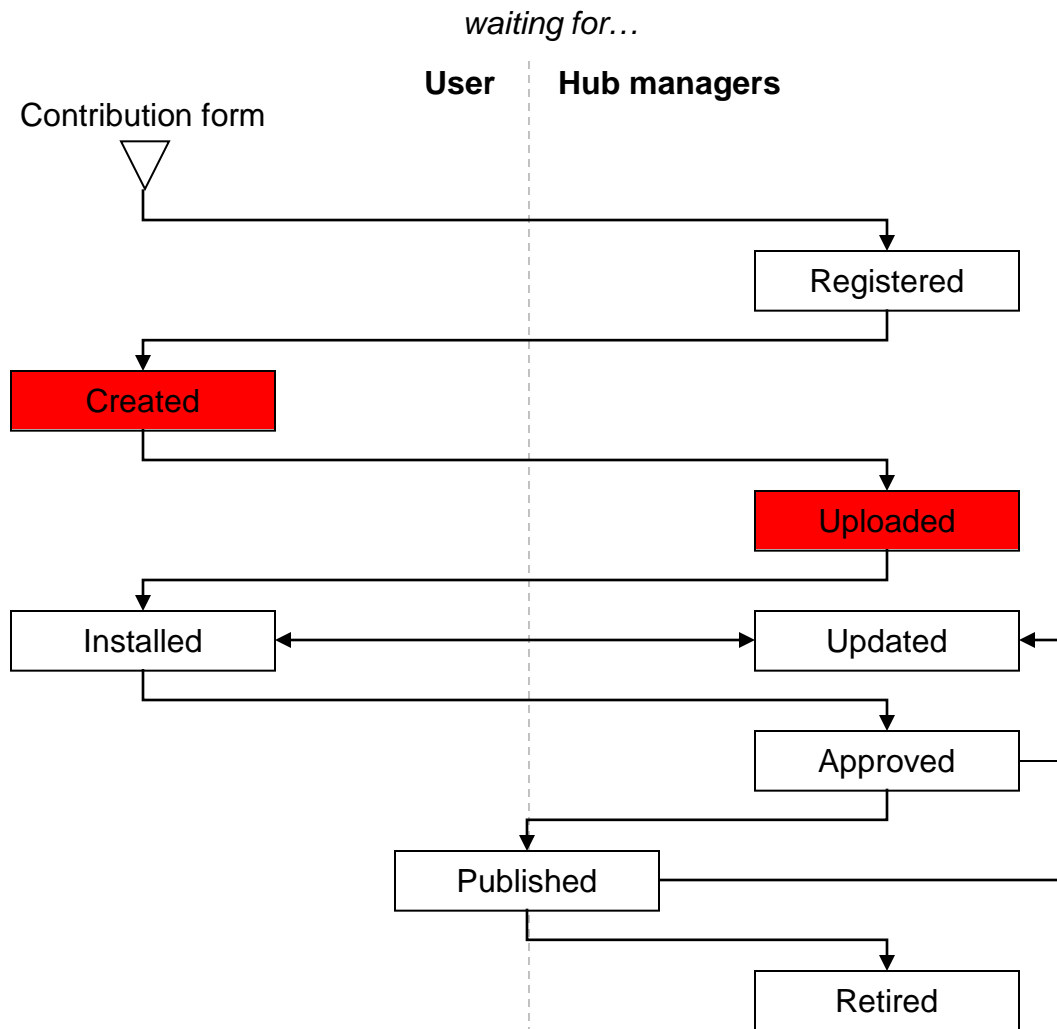 waiting for…
User
Hub managers
Contribution form
Registered
Created
Uploaded
Installed
Updated
Approved
Published
Retired